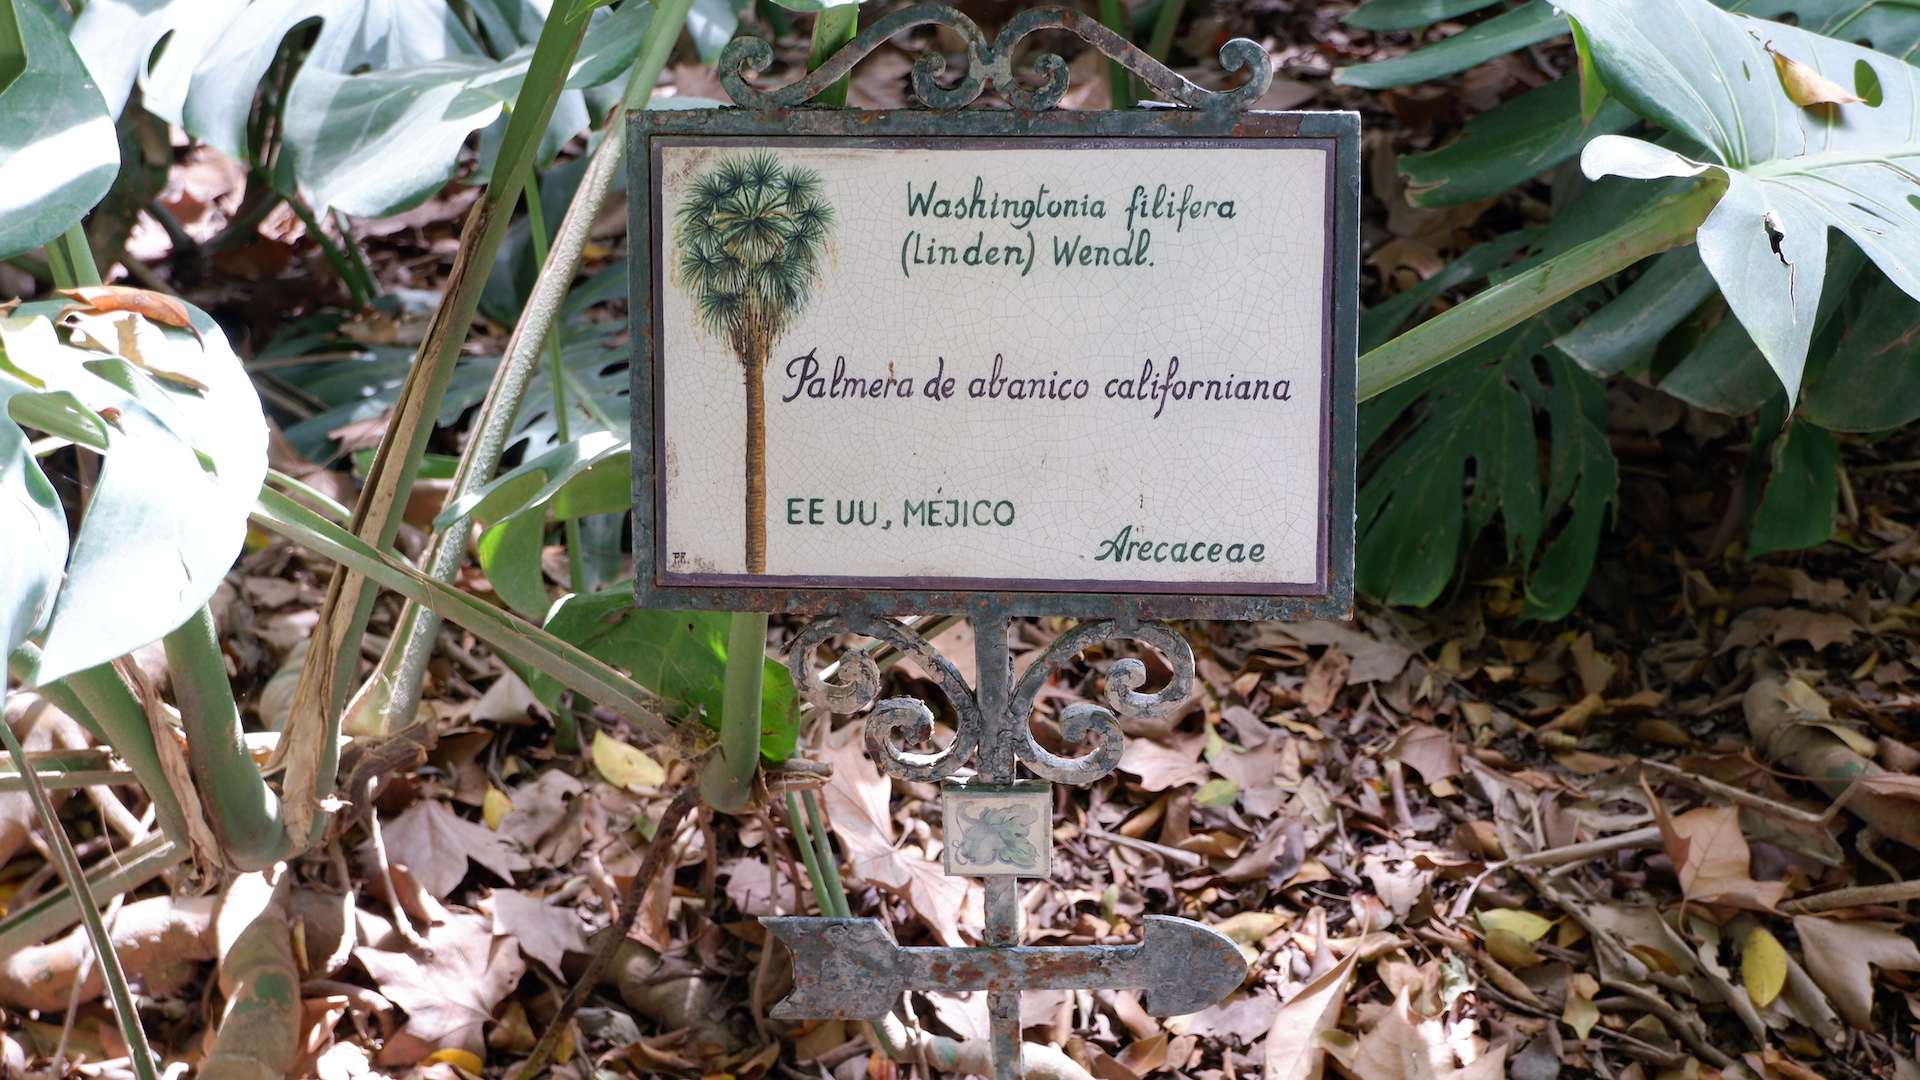 Washingtonia filifera
(Linden) Wendl.
Palmera de abanico californiana
EE UU, MÉJICO
Arecaceae
P.R.